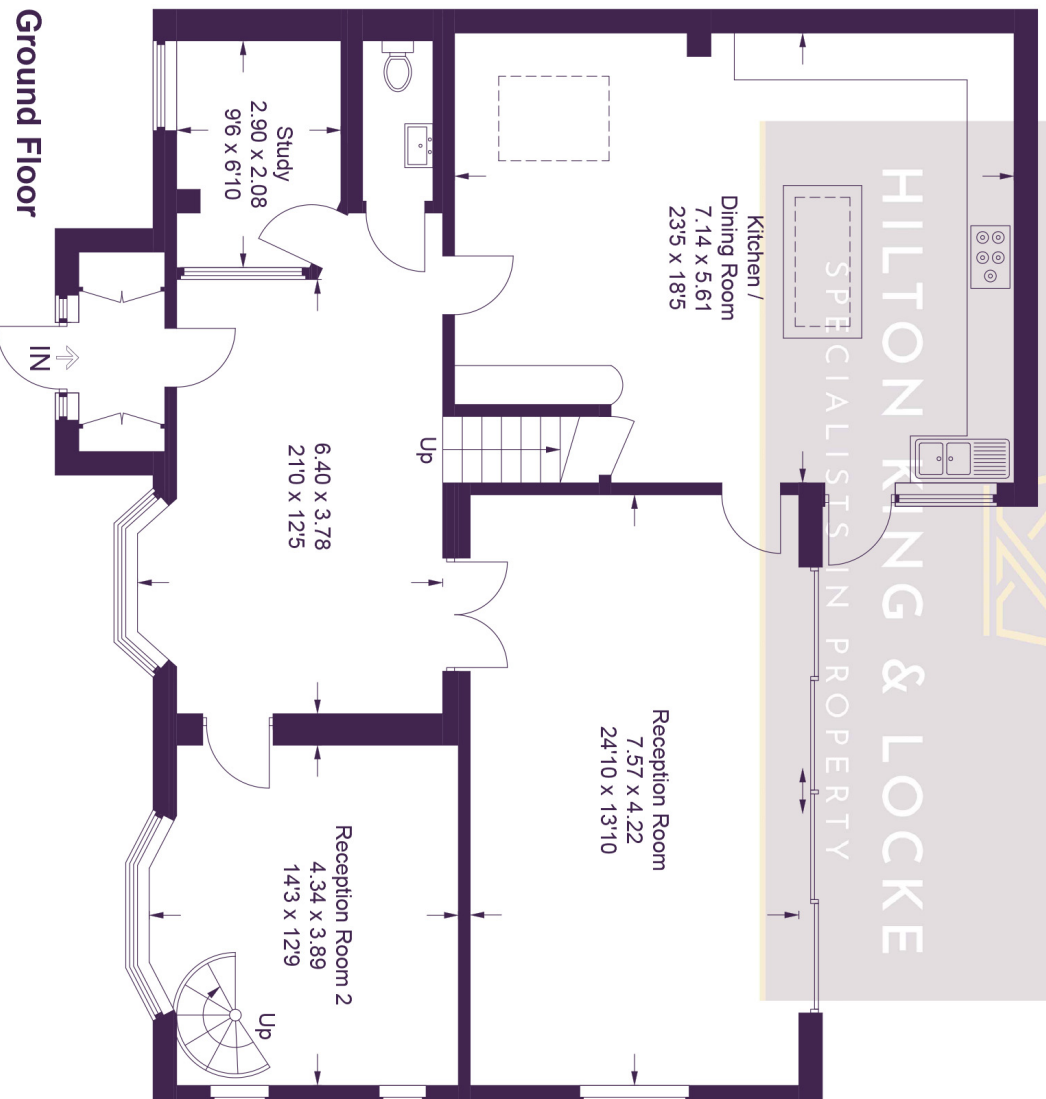 HILTON KING & LOCKE
SPECIALISTS IN PROPERTY
Kitchen /
Dining Room
7.14 x 5.61
23'5 x 18'5
Reception Room
7.57 x 4.22
24'10 x 13'10
Up
Study
2.90 x 2.08
9'6 x 6'10
6.40 x 3.78
21'0 x 12'5
Reception Room 2
4.34 x 3.89
14'3 x 12'9
Up
IN
Ground Floor